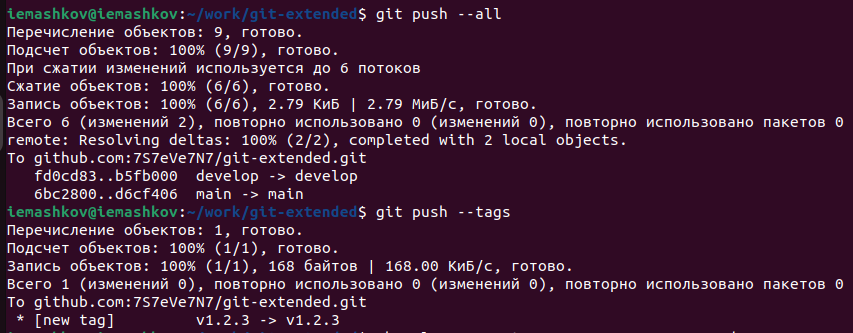 iemashkov@iemashkov:~/work/git-extended$ git push --all
Перечисление объектов: 9, готово.
Подсчет объектов: 100% (9/9), готово.
При сжатии изменений используется до 6 потоков
Сжатие объектов: 100% (6/6), готово.
Запись объектов: 100% (6/6), 2.79 КиБ | 2.79 МиБ/с, готово.
Всего 6 (изменений 2), повторно использовано 0 (изменений 0), повторно использовано пакетов 0
remote: Resolving deltas: 100% (2/2), completed with 2 local objects.
To github.com:7S7eVe7N7/git-extended.git
   fd0cd83..b5fb000  develop -> develop
   6bc2800..d6cf406  main -> main
iemashkov@iemashkov:~/work/git-extended$ git push --tags
Перечисление объектов: 1, готово.
Подсчет объектов: 100% (1/1), готово.
Запись объектов: 100% (1/1), 168 байтов | 168.00 КиБ/с, готово.
Всего 1 (изменений 0), повторно использовано 0 (изменений 0), повторно использовано пакетов 0
To github.com:7S7eVe7N7/git-extended.git
 * [new tag]         v1.2.3 -> v1.2.3